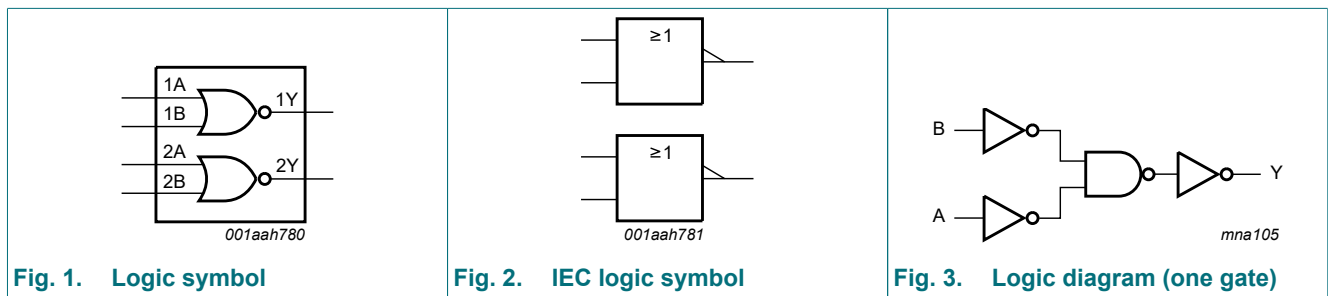 1A
1B
1Y
2A
2B
2Y
001aah780
Fig. 1. Logic symbol
≥1
≥1
001aah781
Fig. 2. IEC logic symbol
B
A
Y
mna105
Fig. 3. Logic diagram (one gate)